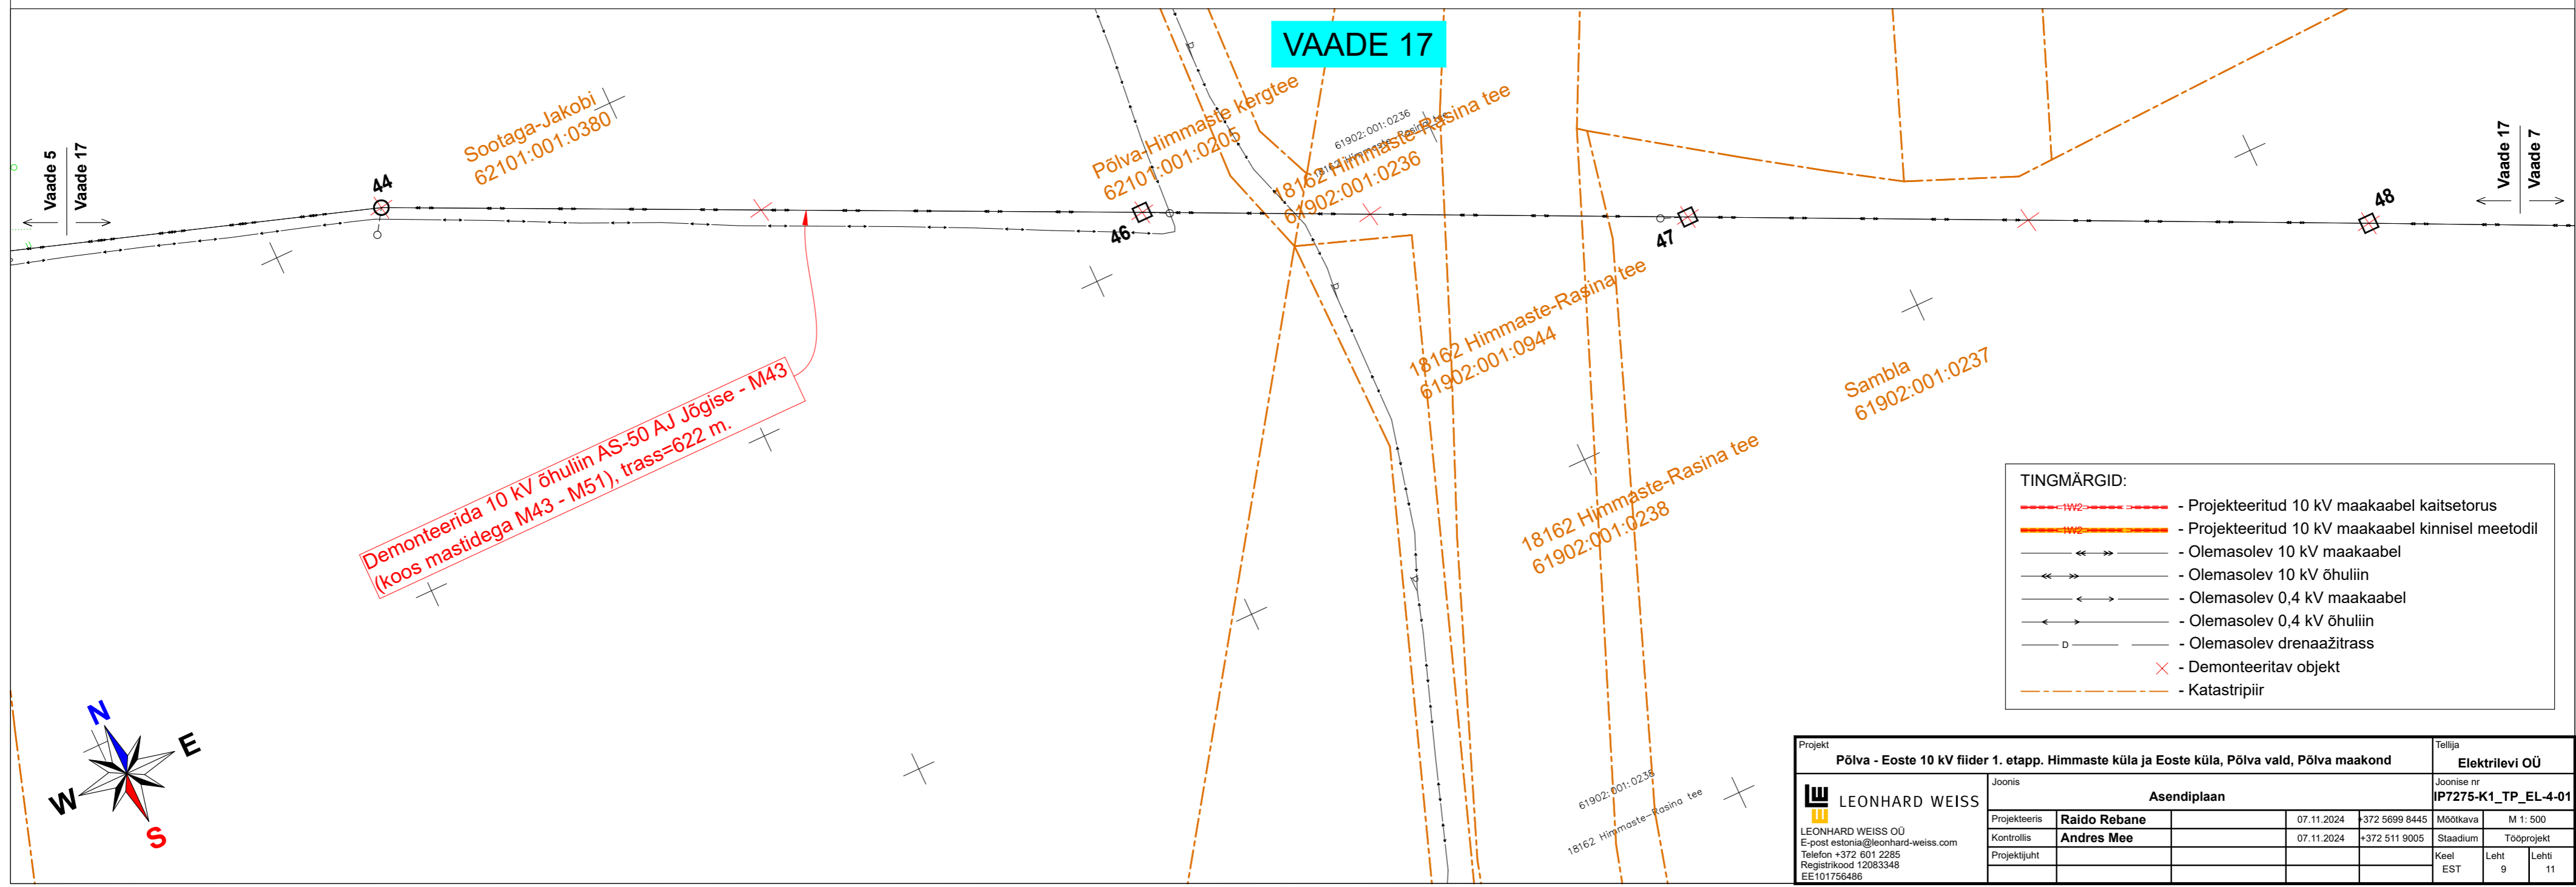 VAADE 17
Vaade 5
Vaade 17
44
Sootaga-Jakobi
62101:001:0380
Põlva-Himmaste kergtee
62101:001:0205
61902:001:0236
18162 Himmaste-Rasina tee
18162 Himmaste-Rasina tee
61902:001:0236
46
47
48
Vaade 17
Vaade 7
D
D
D
18162 Himmaste-Rasina tee
61902:001:0944
Sambla
61902:001:0237
18162 Himmaste-Rasina tee
61902:001:0238
Demonteerida 10 kV õhuliin AS-50 AJ Jõgise - M43
(koos mastidega M43 - M51), trass=622 m.
61902:001:0238
18162 Himmaste-Rasina tee
N
E
W
S
TINGMÄRGID:
1W2 - Projekteeritud 10 kV maakaabel kaitsetorus
1W2 - Projekteeritud 10 kV maakaabel kinnisel meetodil
- Olemasolev 10 kV maakaabel
- Olemasolev 10 kV õhuliin
- Olemasolev 0,4 kV maakaabel
- Olemasolev 0,4 kV õhuliin
D - Olemasolev drenaažitrass
- Demonteeritav objekt
- Katastripiir
Projekt
Põlva - Eoste 10 kV fiider 1. etapp. Himmaste küla ja Eoste küla, Põlva vald, Põlva maakond
Tellija
Elektrilevi OÜ
LEONHARD WEISS
LEONHARD WEISS OÜ
E-post estonia@leonhard-weiss.com
Telefon +372 601 2285
Registrikood 12083348
EE101756486
Joonis
Asendiplaan
Joonise nr
IP7275-K1_TP_EL-4-01
Projekteeris Raido Rebane 07.11.2024 +372 5699 8445 Mõõtkava M 1: 500
Kontrollis Andres Mee 07.11.2024 +372 511 9005 Staadium Tööprojekt
Projektijuht
Keel Leht Lehti
EST 9 11